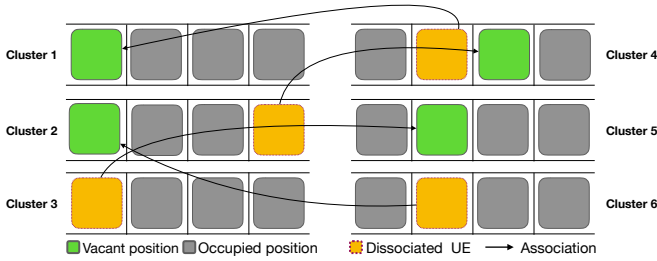 Cluster 1
Cluster 4
Cluster 2
Cluster 5
Cluster 3
Cluster 6
Vacant position Occupied position Dissociated UE Association